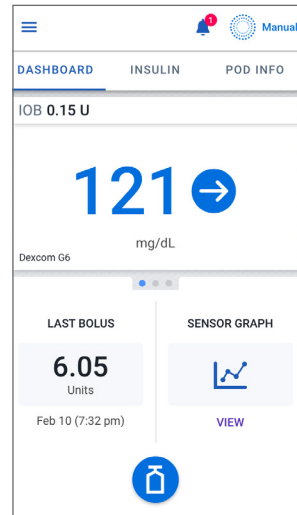 1
Manual
DASHBOARD INSULIN POD INFO
IOB 0.15 U
121
mg/dL
Dexcom G6
LAST BOLUS
6.05
Units
Feb 10 (7:32 pm)
SENSOR GRAPH
VIEW